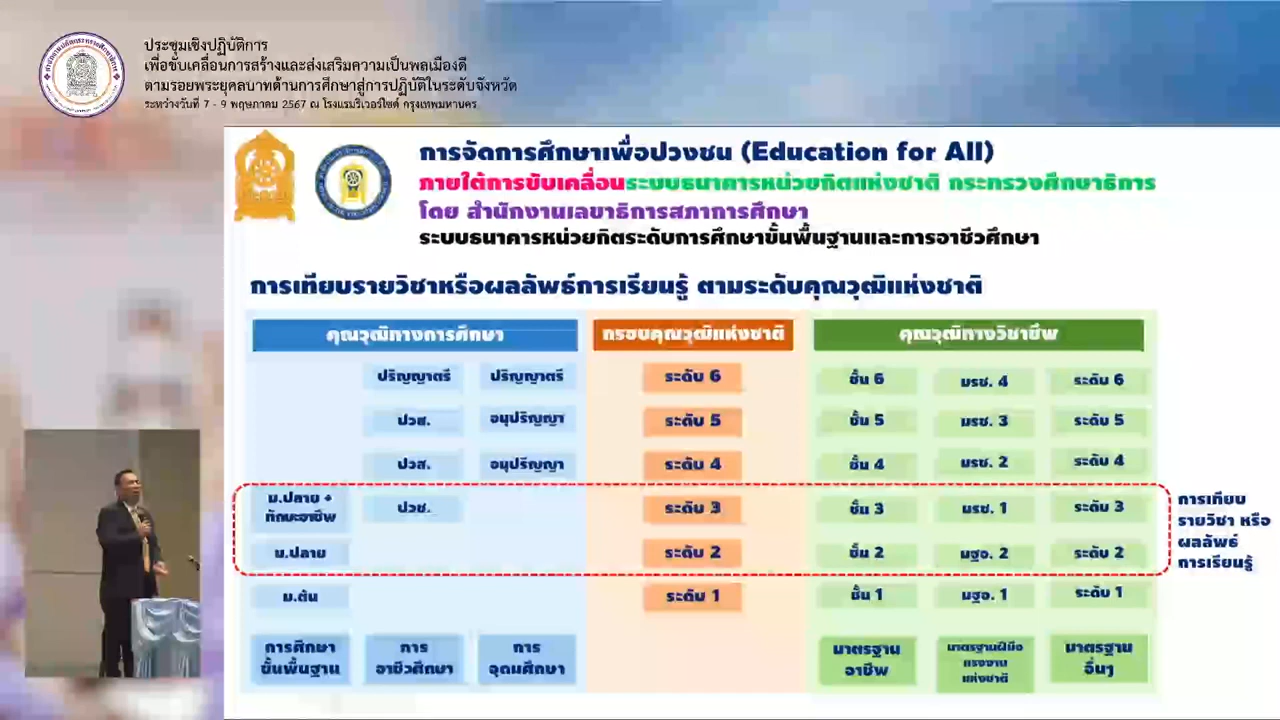 ประชุมเชิงปฏิบัติการ
เพื่อขับเคลื่อนการสร้างและส่งเสริมความเป็นพลเมืองดี
ตามรอยพระยุคลบาทด้านการศึกษาสู่การปฏิบัติในระดับจังหวัด
ระหว่างวันที่ 7 - 9 พฤษภาคม 2567 ณ โรงแรมริเวอร์ไซด์ กรุงเทพมหานคร
การจัดการศึกษาเพื่อปวงชน (Education for All)
ภายใต้การขับเคลื่อนระบบธนาคารหน่วยกิตแห่งชาติ กระทรวงศึกษาธิการ
โดย สำนักงานเลขาธิการสภาการศึกษา
ระบบธนาคารหน่วยกิตระดับการศึกษาขั้นพื้นฐานและการอาชีวศึกษา
การเทียบรายวิชาหรือผลลัพธ์การเรียนรู้ ตามระดับคุณวุฒิแห่งชาติ
คุณวุฒิทางการศึกษา กรอบคุณวุฒิแห่งชาติ คุณวุฒิทางวิชาชีพ
ปริญญาตรี ปริญญาตรี ระดับ 6 ชั้น 6 มรช. 4 ระดับ 6
ปวส. อนุปริญญา ระดับ 5 ชั้น 5 มรช. 3 ระดับ 5
ปวส. อนุปริญญา ระดับ 4 ชั้น 4 มรช. 2 ระดับ 4
ม.ปลาย +
ทักษะอาชีพ ปวช. ระดับ 3 ชั้น 3 มรช. 1 ระดับ 3
ม.ปลาย ระดับ 2 ชั้น 2 มฐอ. 2 ระดับ 2
การเทียบ
รายวิชา หรือ
ผลลัพธ์
การเรียนรู้
ม.ต้น ระดับ 1 ชั้น 1 มฐอ. 1 ระดับ 1
การศึกษา
ขั้นพื้นฐาน
การ
อาชีวศึกษา
การ
อุดมศึกษา
มาตรฐาน
อาชีพ
มาตรฐานฝีมือ
แรงงาน
แห่งชาติ
มาตรฐาน
อื่นๆ